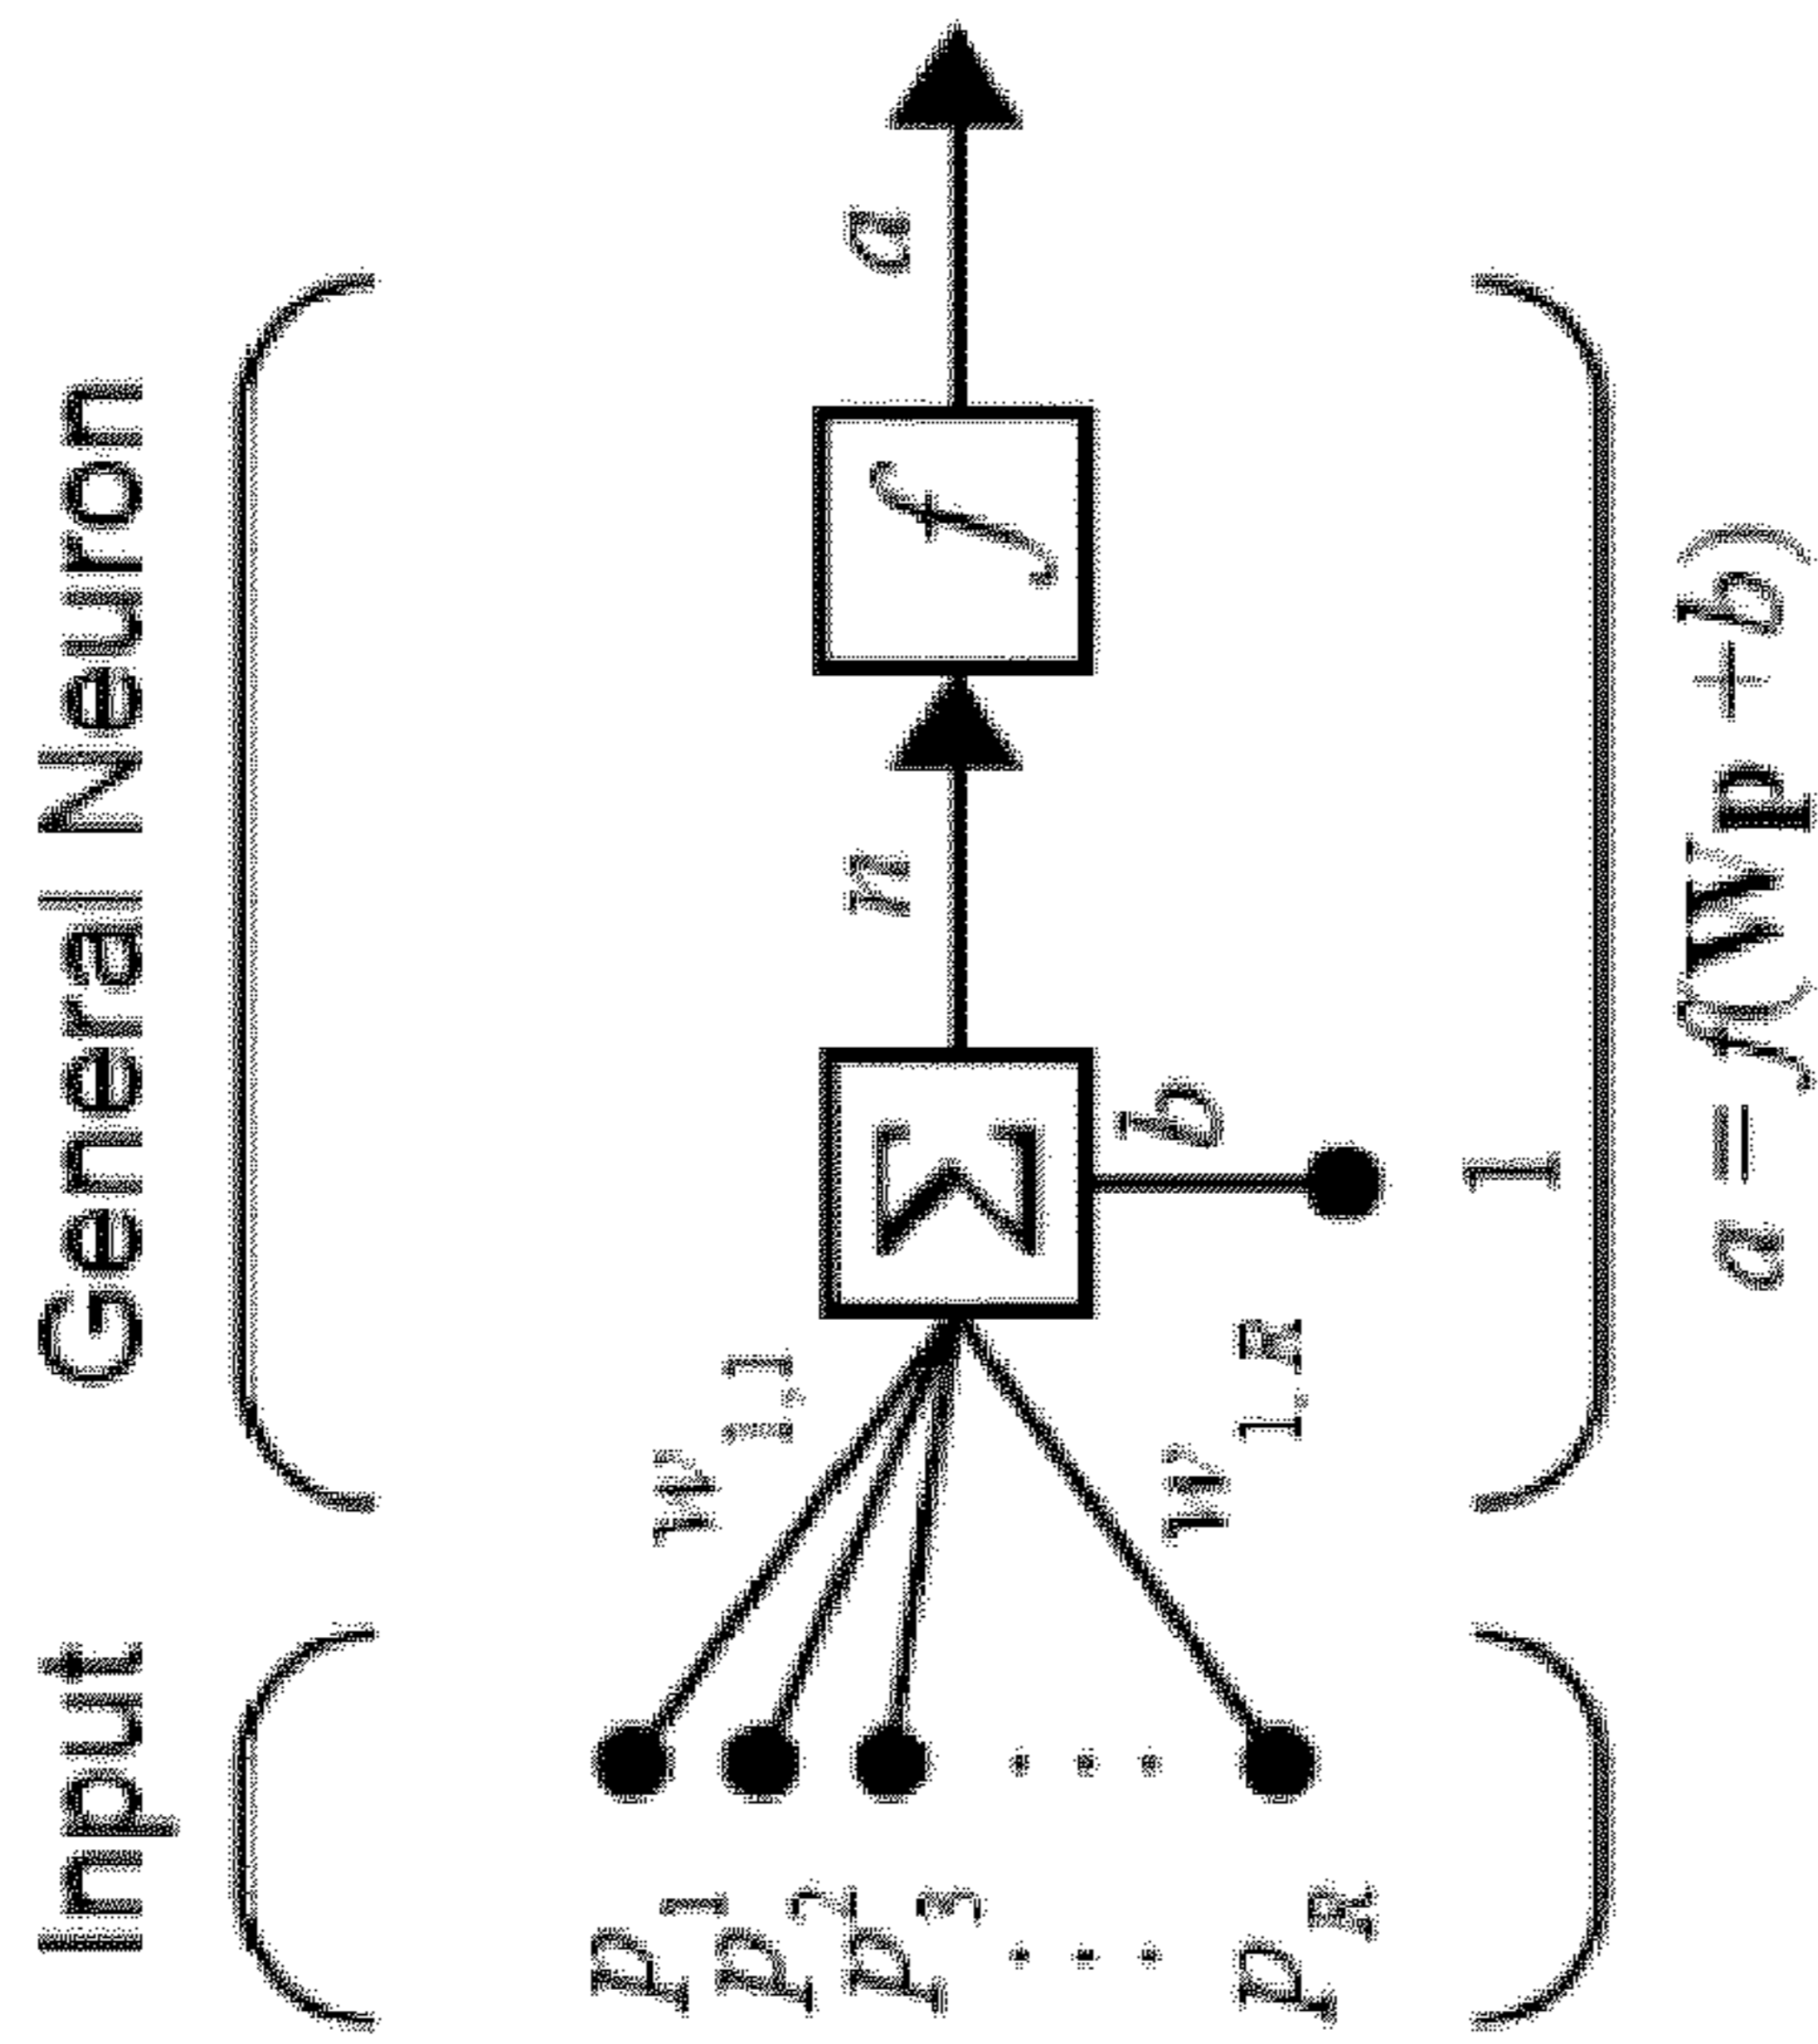 Input General Neuron
p1
p2
p3
pR
w1,1
w1,R
Σ
n
f
a
b
1
a = f(Wp +b)